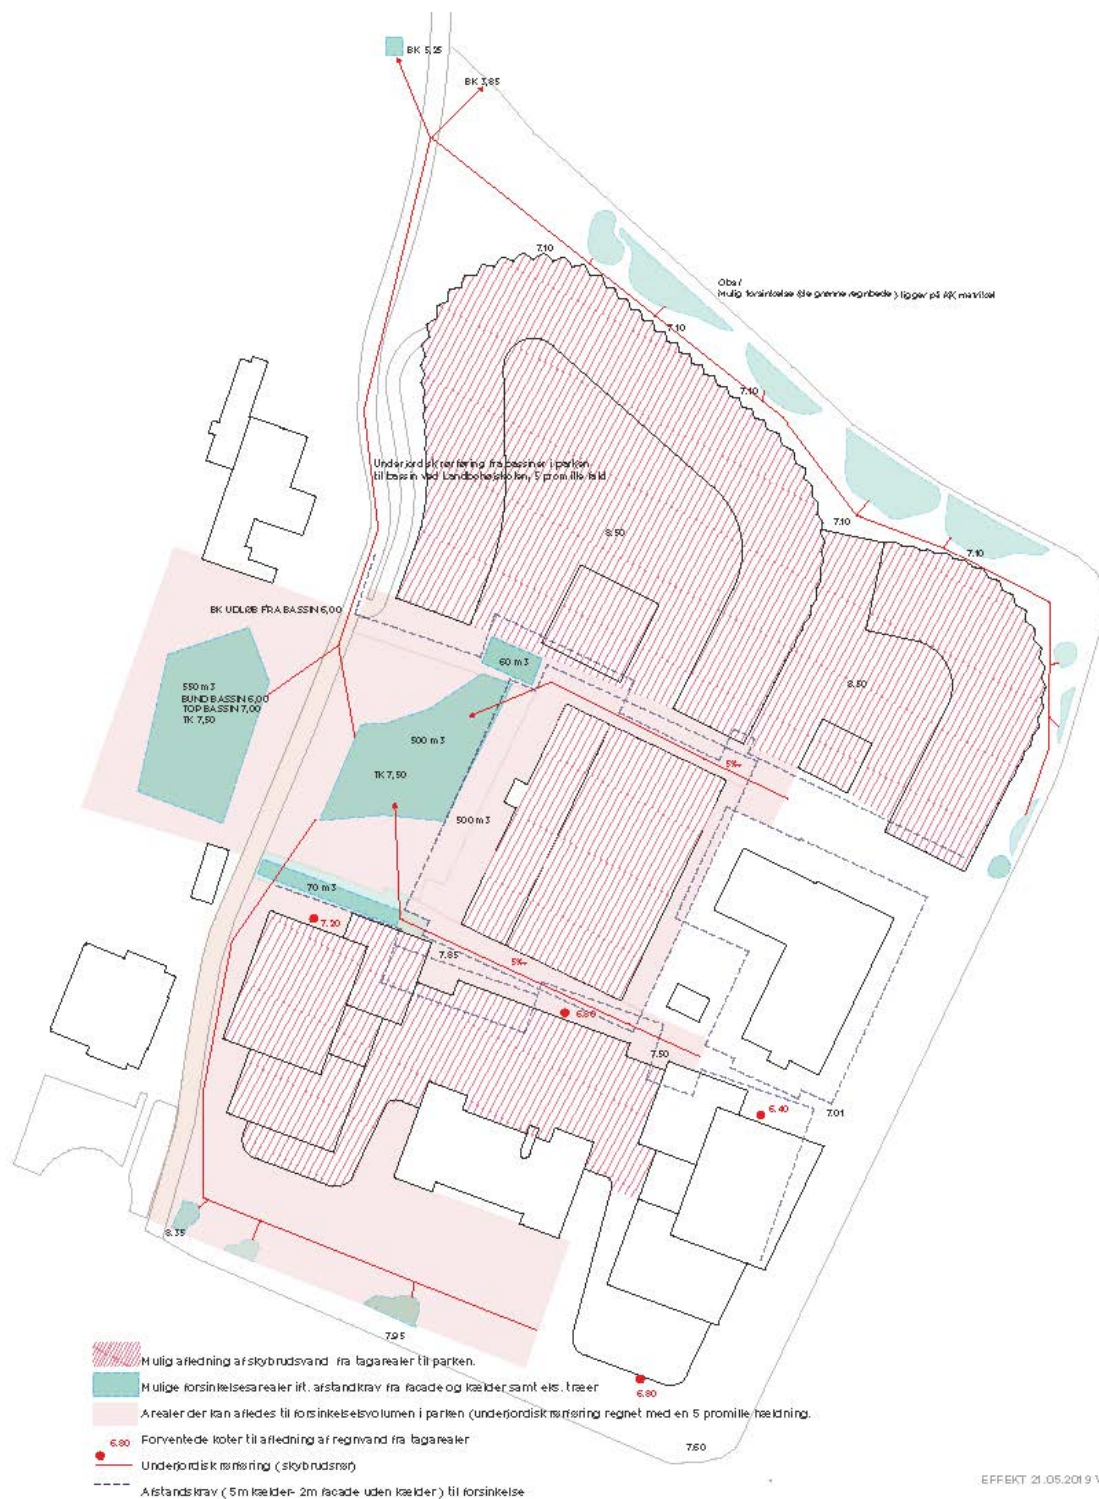 BK 5,25
BK 3,85
7.10
Obs!
Mulig forsinkelse (de grønne regnbede) ligger på KK matrikel
7.10
7.10
Underjordisk rørføring fra bassiner i parken
til bassin ved Landbohøjskolen, 5 promille fald
8.50
7.10
7.10
BK UDLØB FRA BASSIN 6,00
60 m3
550 m3
BUND BASSIN 6,00
TOP BASSIN 7,00
TK 7,50
8.50
500 m3
5‰
TK 7,50
500 m3
70 m3
7.20
7.85
5‰
6.80
7.50
6.40
7.01
8.35
7.95
6.80
7.60
Mulig afledning af skybrudsvand fra tagarealer til parken.
Mulige forsinkelsesarealer ift. afstandkrav fra facade og kælder samt eks. træer
Arealer der kan afledes til forsinkelsesvolumen i parken (underjordisk rørføring regnet med en 5 promille hældning.
6.80 Forventede koter til afledning af regnvand fra tagarealer
Underjordisk rørføring (skybrudsrør)
Afstandskrav (5m kælder- 2m facade uden kælder) til forsinkelse
EFFEKT 21.05.2019 V